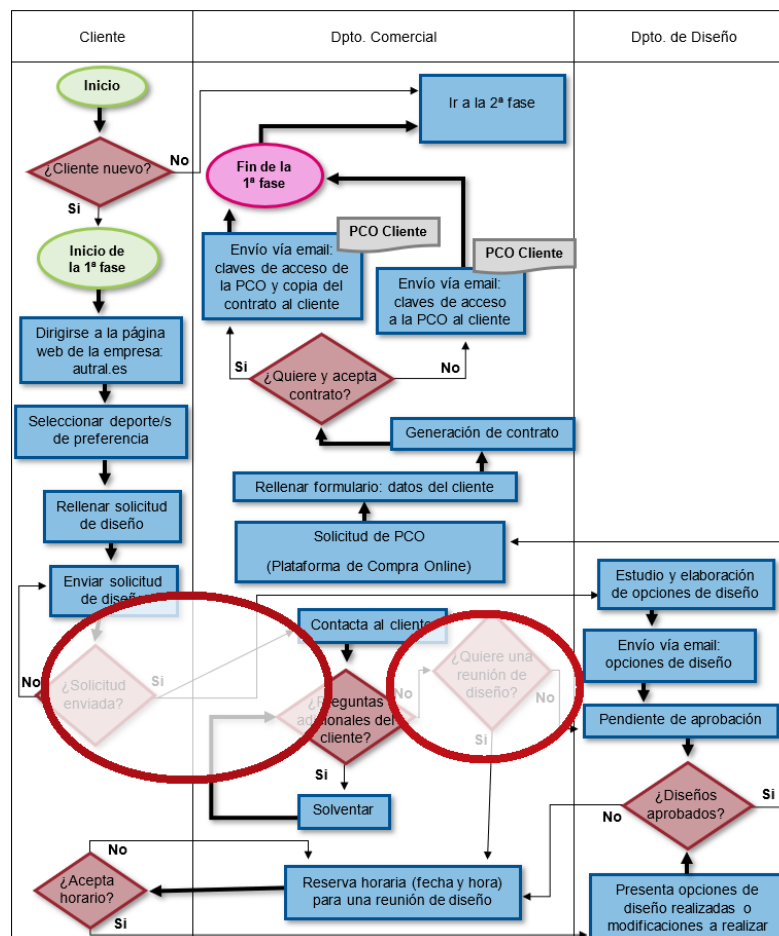 Cliente
Dpto. Comercial
Dpto. de Diseño
Inicio
Ir a la 2ª fase
¿Cliente nuevo?
No
Si
Fin de la
1ª fase
Inicio de
la 1ª fase
PCO Cliente
Envío vía email:
claves de acceso de
la PCO y copia del
contrato al cliente
PCO Cliente
Envío vía email:
claves de acceso
a la PCO al cliente
Dirigirse a la página
web de la empresa:
autral.es
Si
¿Quiere y acepta
contrato?
No
Seleccionar deporte/s
de preferencia
Generación de contrato
Rellenar formulario: datos del cliente
Rellenar solicitud
de diseño
Solicitud de PCO
(Plataforma de Compra Online)
Enviar solicitud
de diseño
Estudio y elaboración
de opciones de diseño
Contacta al cliente
Envío vía email:
opciones de diseño
¿Solicitud
enviada?
No
Si
¿Preguntas
adicionales del
cliente?
No
Si
¿Quiere una
reunión de
diseño?
No
Si
Pendiente de aprobación
Solventar
¿Diseños
aprobados?
No
Si
¿Acepta
horario?
No
Si
Reserva horaria (fecha y hora)
para una reunión de diseño
Presenta opciones de
diseño realizadas o
modificaciones a realizar